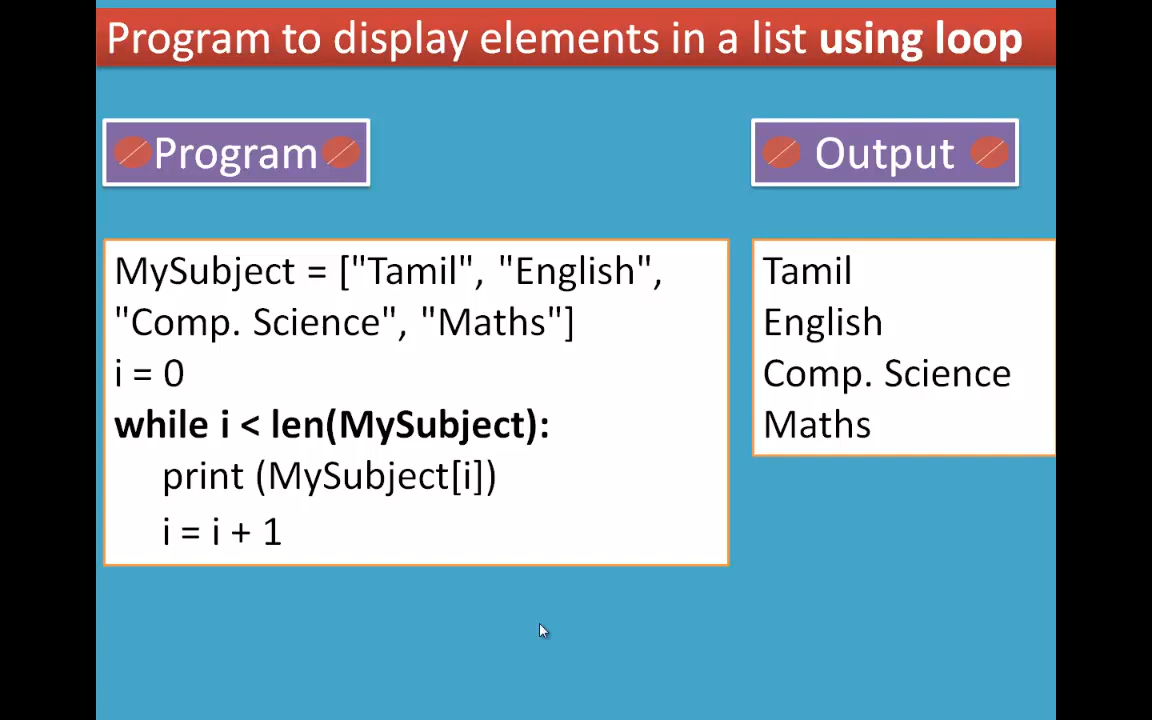 Program to display elements in a list using loop
Program
Output
MySubject = ["Tamil", "English",
"Comp. Science", "Maths"]
i = 0
while i < len(MySubject):
print (MySubject[i])
i = i + 1
Tamil
English
Comp. Science
Maths